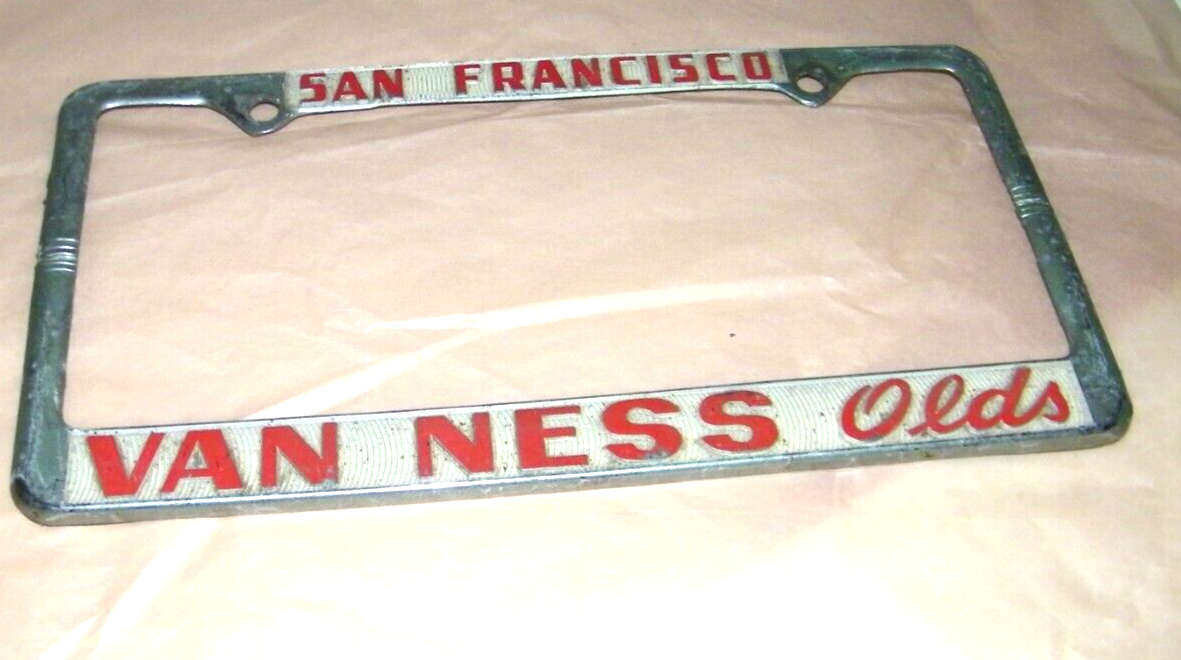 SAN FRANCISCO
VAN NESS Olds